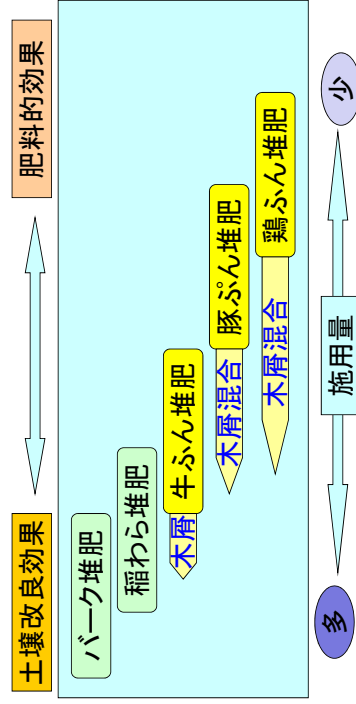 土壌改良効果
肥料的効果
バーク堆肥
稲わら堆肥
木屑
牛ふん堆肥
木屑混合
豚ぷん堆肥
木屑混合
鶏ふん堆肥
多
施用量
少